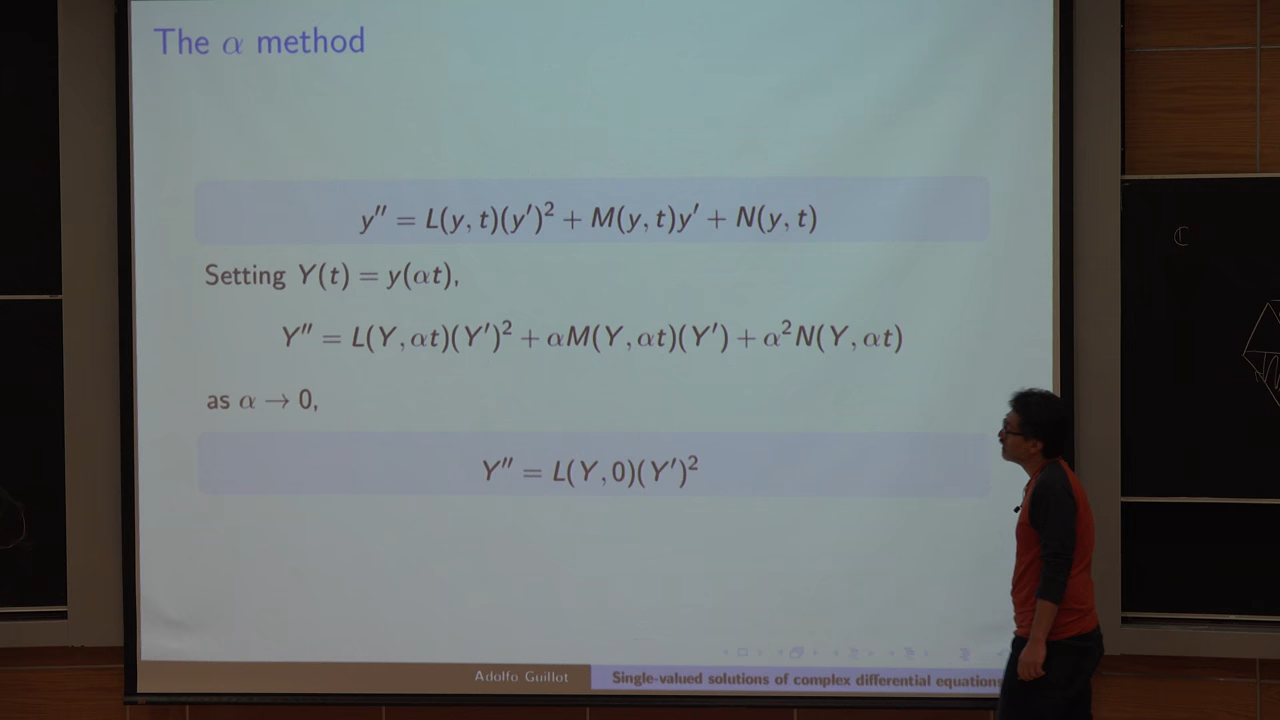 The α method
y″ = L(y, t)(y′)² + M(y, t)y′ + N(y, t)
Setting Y(t) = y(αt),
Y″ = L(Y, αt)(Y′)² + αM(Y, αt)(Y′) + α²N(Y, αt)
as α → 0,
Y″ = L(Y, 0)(Y′)²
Adolfo Guillot
Single-valued solutions of complex differential equations
ℂ